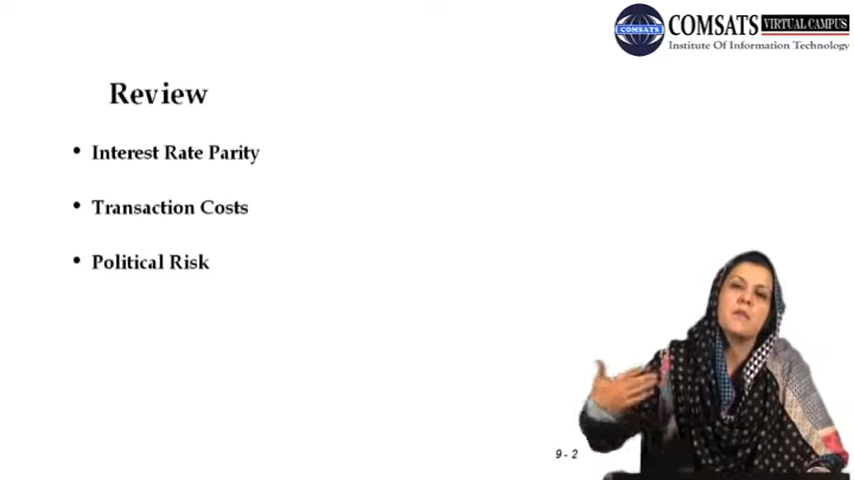 COMSATS VIRTUAL CAMPUS
COMSATS
Institute Of Information Technology
Review
• Interest Rate Parity
• Transaction Costs
• Political Risk
9 - 2